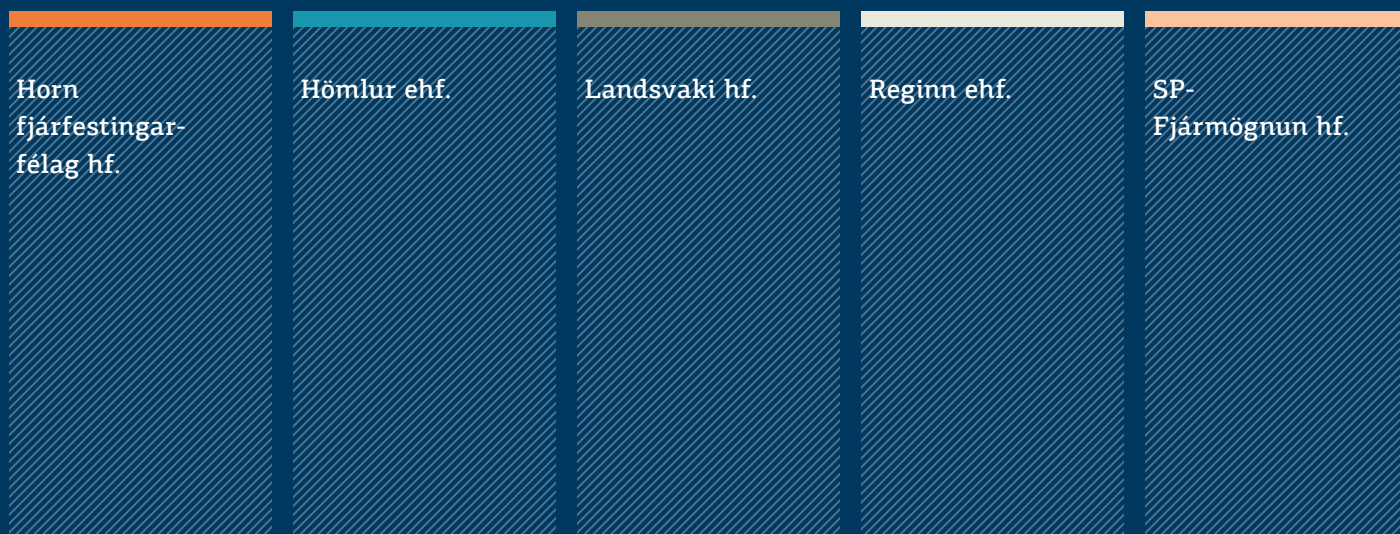 Horn
fjárfestingar-
félag hf.
Hömlur ehf.
Landsvaki hf.
Reginn ehf.
SP-
Fjármögnun hf.